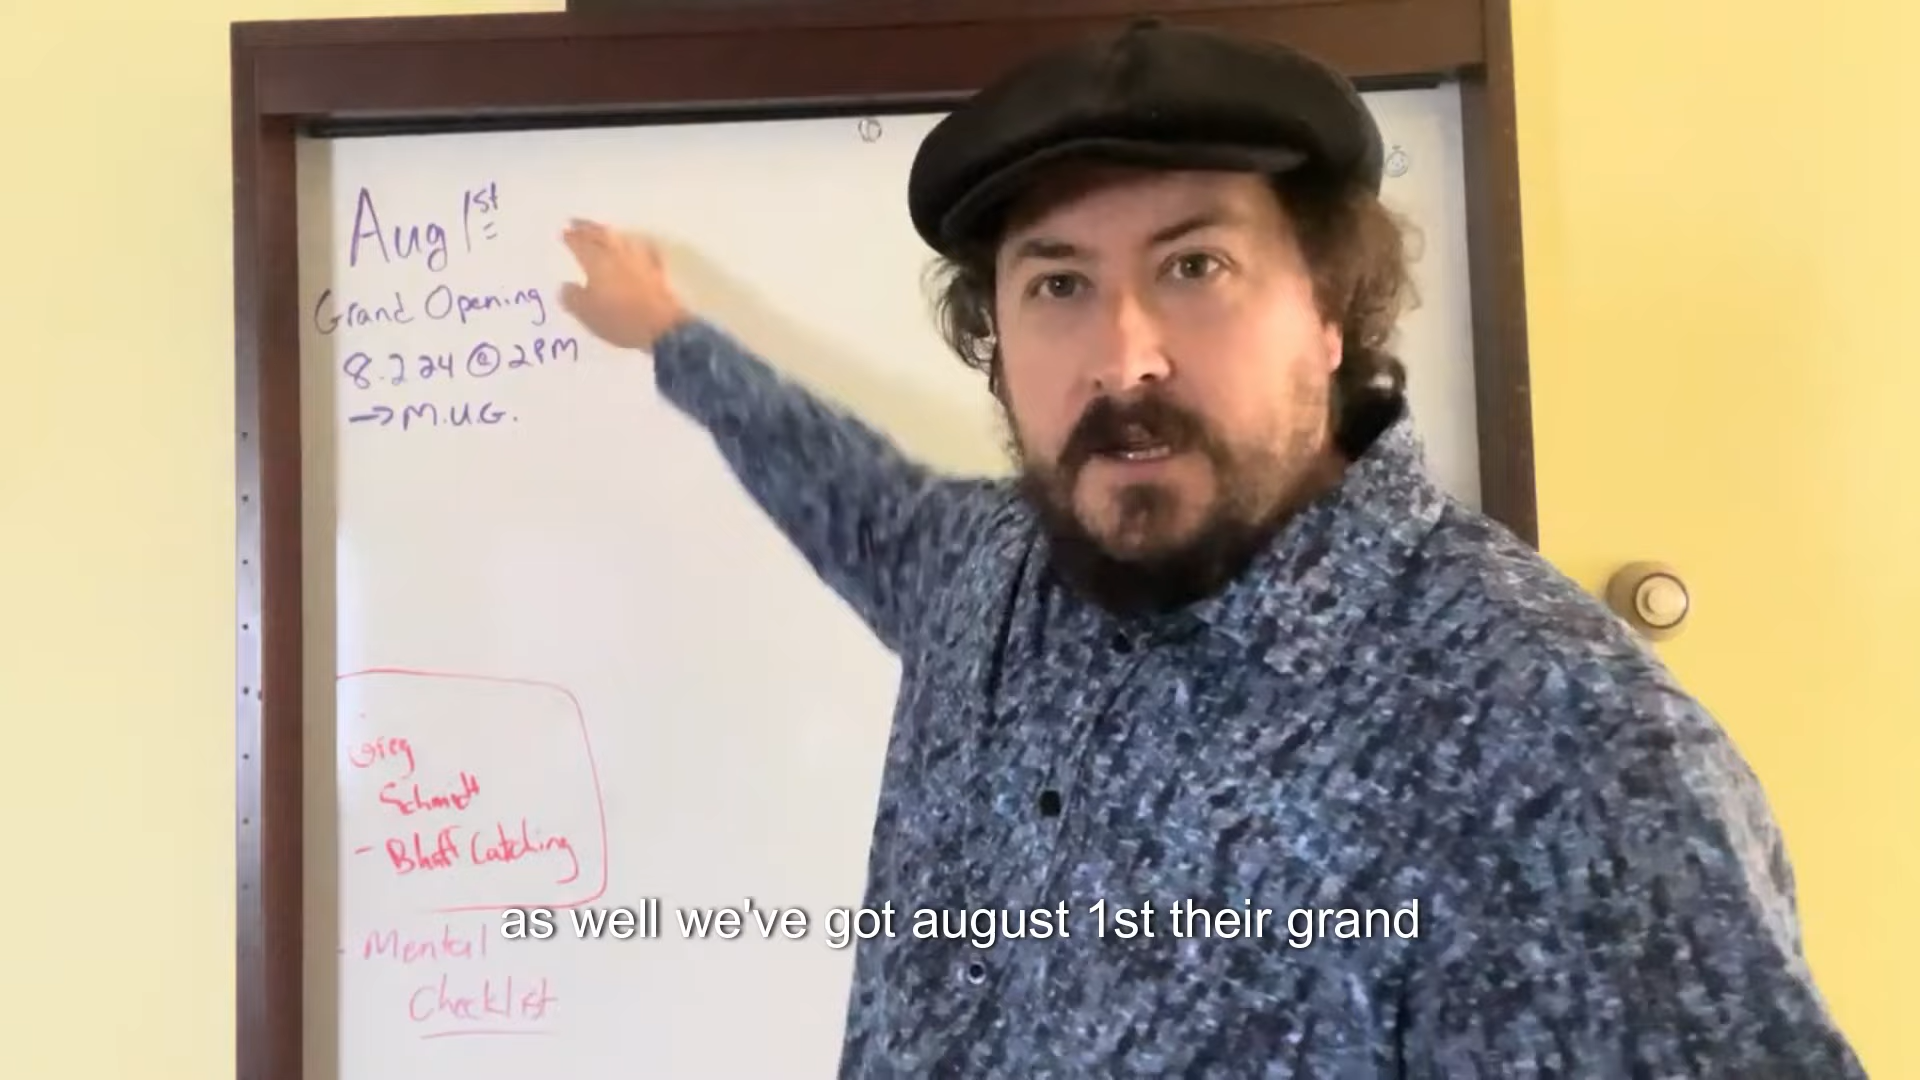 Aug 1st
Grand Opening
8.2 24 @ 2PM
→ M.U.G.
Greg
Schmidt
- Bluff Catching
- Mental
Checklist
as well we've got august 1st their grand